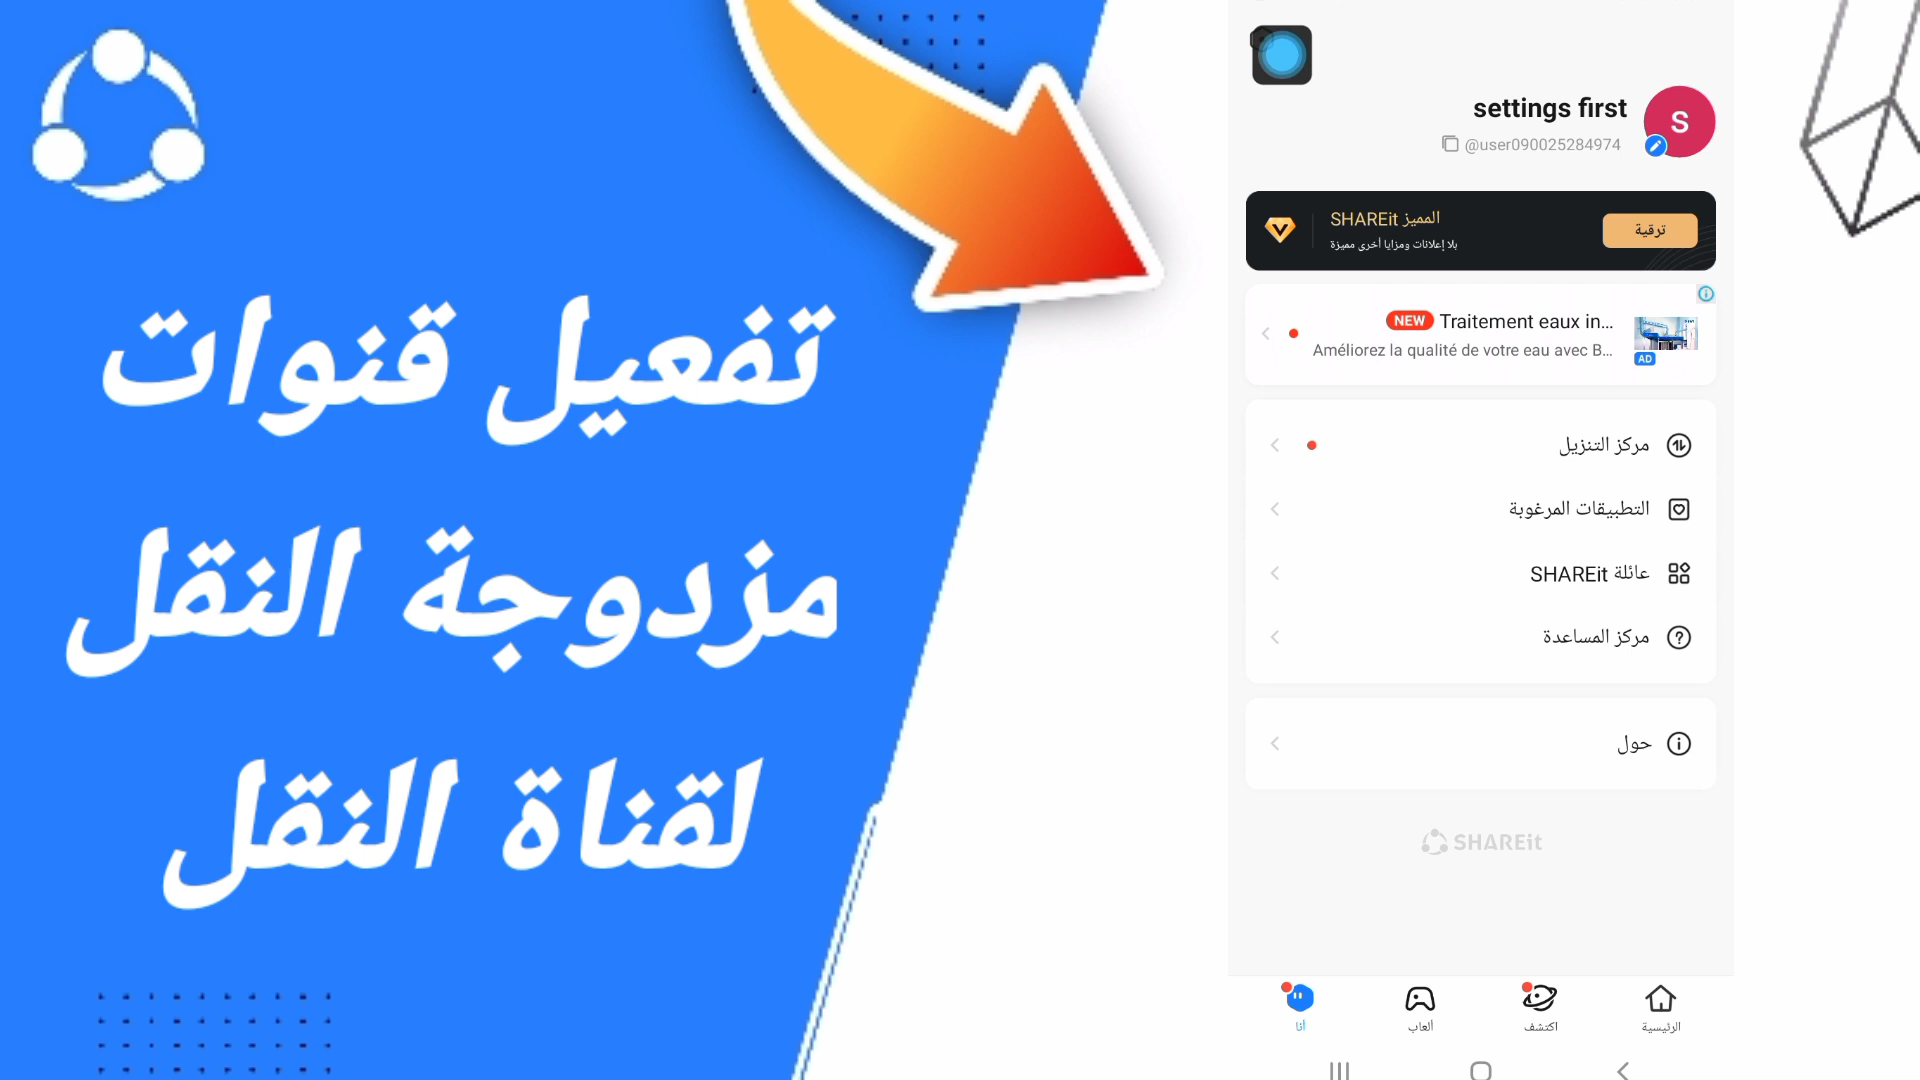 تفعيل قنوات
مزدوجة النقل
لقناة النقل
settings first
S
@user090025284974
SHAREit المميز
بلا إعلانات ومزايا أخرى مميزة
ترقية
NEW Traitement eaux in...
Améliorez la qualité de votre eau avec B...
AD
مركز التنزيل
التطبيقات المرغوبة
عائلة SHAREit
مركز المساعدة
حول
SHAREit
الرئيسية
اكتشف
ألعاب
أنا